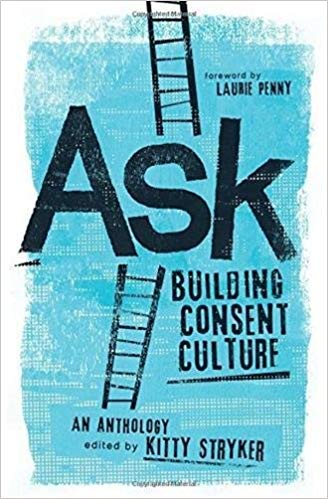 foreword by
LAURIE PENNY
ASk
BUILDING
CONSENT
CULTURE
AN ANTHOLOGY
edited by KITTY STRYKER